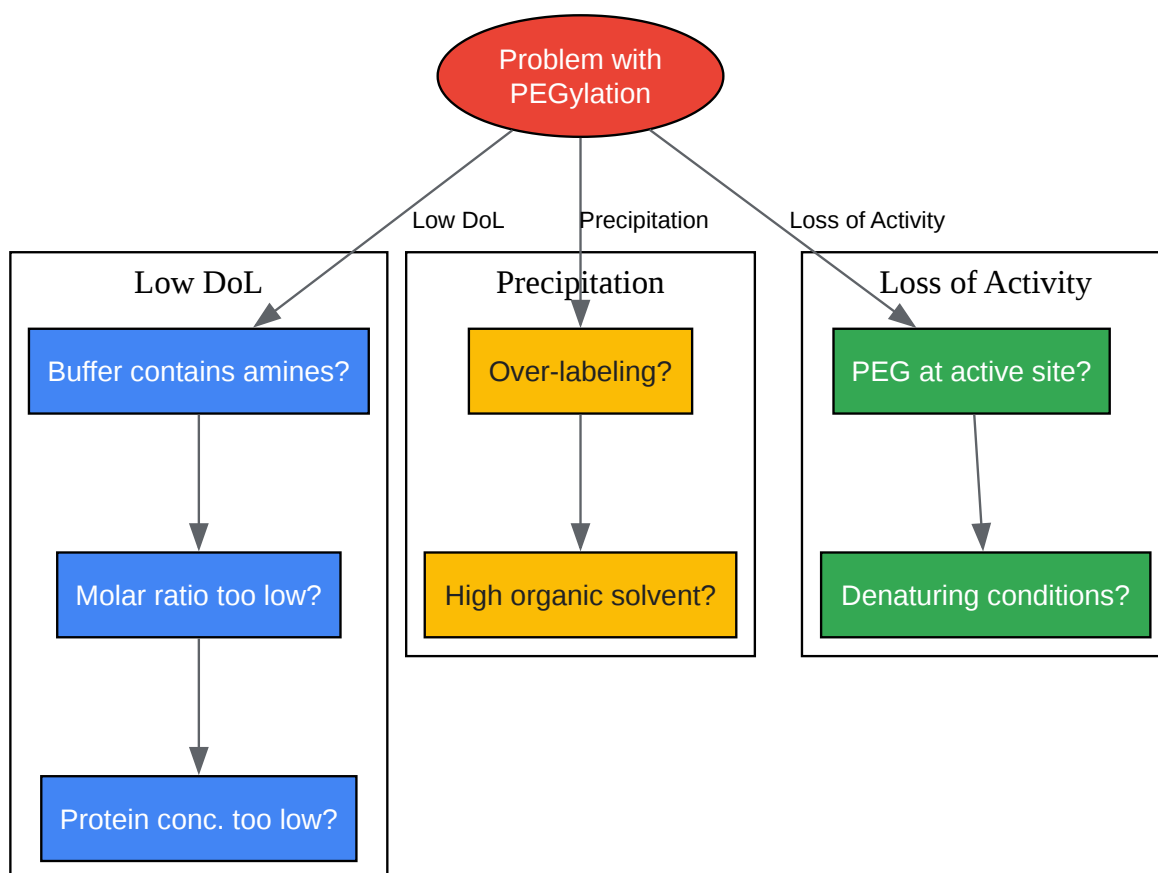 Problem with
PEGylation
Low DoL
Precipitation
Loss of Activity
Low DoL
Precipitation
Loss of Activity
Buffer contains amines?
Over-labeling?
PEG at active site?
Molar ratio too low?
High organic solvent?
Denaturing conditions?
Protein conc. too low?